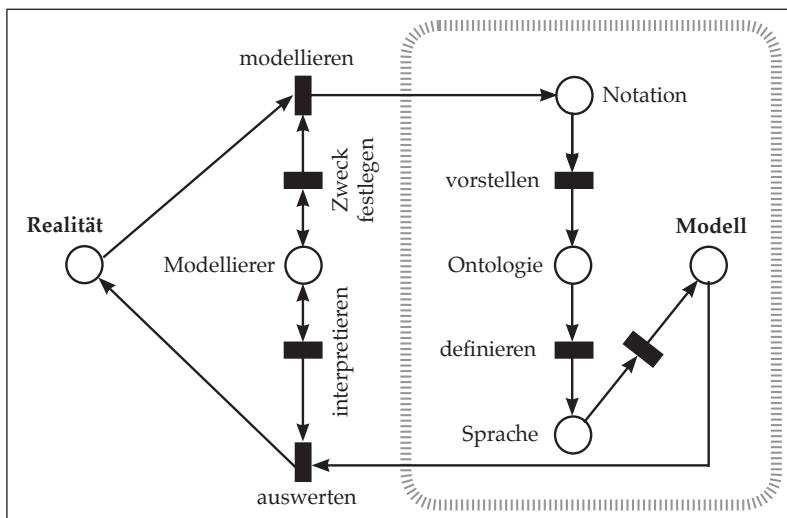 modellieren
Notation
Zweck
festlegen
vorstellen
Realität
Modell
Modellierer
Ontologie
interpretieren
definieren
Sprache
auswerten